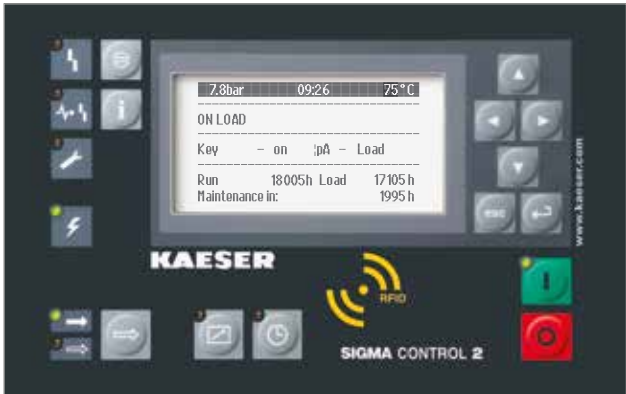 7.8bar 09:26 75°C
ON LOAD
Key - on ¦pA - Load
Run 18005h Load 17105h
Maintenance in: 1995h
esc
www.kaeser.com
KAESER
RFID
I
SIGMA CONTROL 2